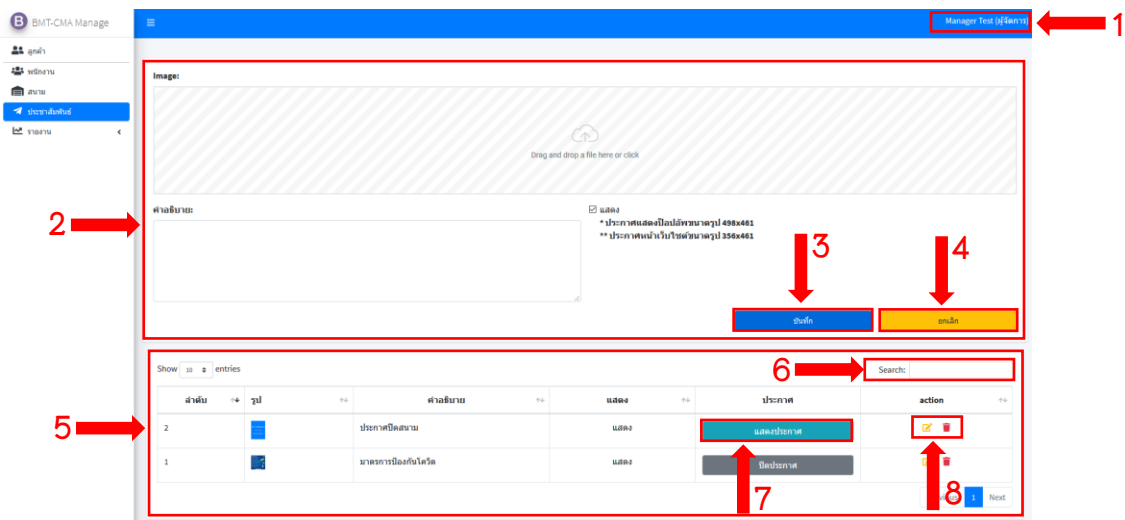 B BMT-CMA Manage
Manager Test (ผู้จัดการ)
1
ลูกค้า
พนักงาน
สนาม
ประชาสัมพันธ์
รายงาน
Image:
Drag and drop a file here or click
คำอธิบาย:
แสดง
* ประกาศแสดงป๊อปอัพขนาดรูป 498x461
** ประกาศหน้าเว็บไซต์ขนาดรูป 356x461
2
3
4
บันทึก
ยกเลิก
Show 10 entries
6
Search:
ลำดับ รูป คำอธิบาย แสดง ประกาศ action
5
2 ประกาศปิดสนาม แสดง แสดงประกาศ
1 มาตรการป้องกันโควิด แสดง ปิดประกาศ
7
8
1 Next